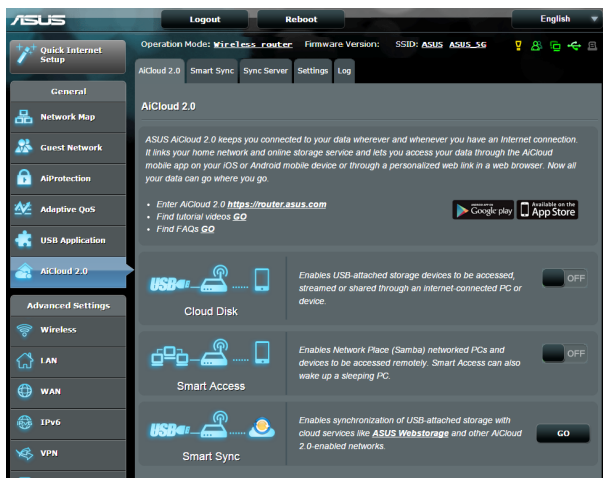 ASUS
Logout
Reboot
English
Quick Internet
Setup
Operation Mode: Wireless router Firmware Version: SSID: ASUS ASUS_5G
AiCloud 2.0
Smart Sync
Sync Server
Settings
Log
General
Network Map
Guest Network
AiProtection
Adaptive QoS
USB Application
AiCloud 2.0
Advanced Settings
Wireless
LAN
WAN
IPv6
IPv6
VPN
AiCloud 2.0
ASUS AiCloud 2.0 keeps you connected to your data wherever and whenever you have an Internet connection.
It links your home network and online storage service and lets you access your data through the AiCloud
mobile app on your iOS or Android mobile device or through a personalized web link in a web browser. Now all
your data can go where you go.
• Enter AiCloud 2.0 https://router.asus.com
• Find tutorial videos GO
• Find FAQs GO
ANDROID APP ON
Google play
Available on the
App Store
USB
Cloud Disk
Enables USB-attached storage devices to be accessed,
streamed or shared through an internet-connected PC or
device.
OFF
Smart Access
Enables Network Place (Samba) networked PCs and
devices to be accessed remotely. Smart Access can also
wake up a sleeping PC.
OFF
USB
Smart Sync
Enables synchronization of USB-attached storage with
cloud services like ASUS Webstorage and other AiCloud
2.0-enabled networks.
GO